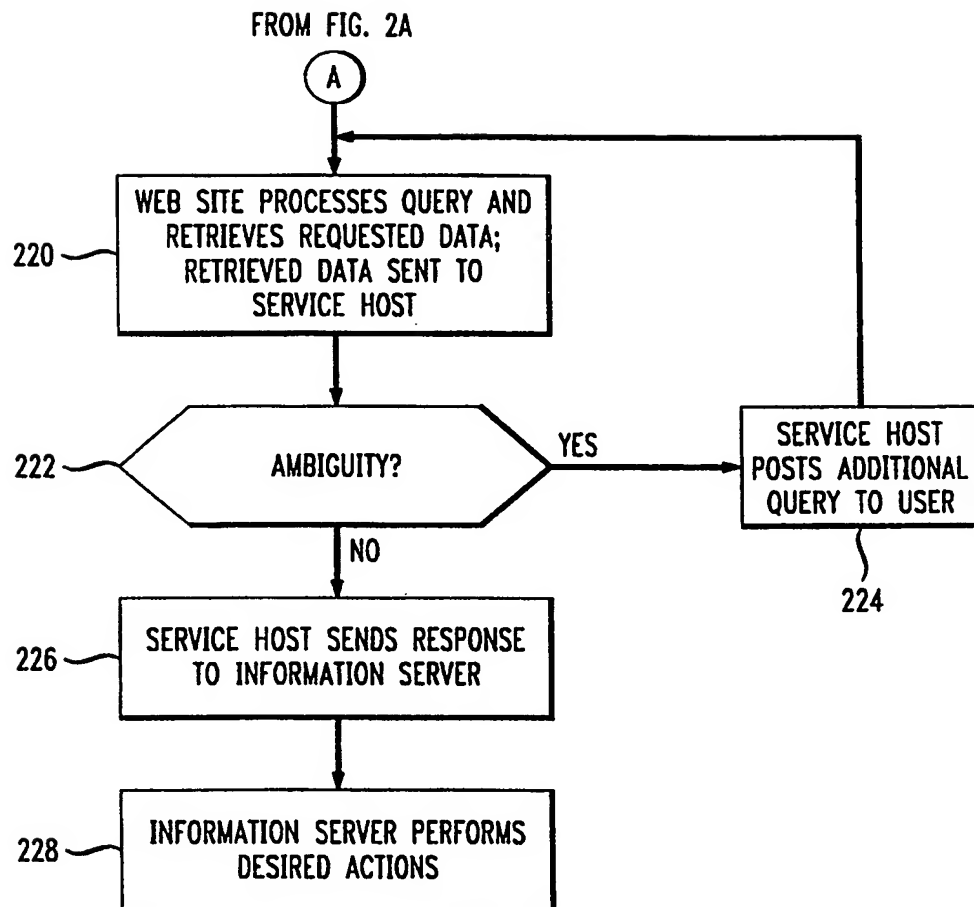 FROM FIG. 2A
A
WEB SITE PROCESSES QUERY AND
RETRIEVES REQUESTED DATA;
RETRIEVED DATA SENT TO
SERVICE HOST
220
AMBIGUITY?
222
YES
SERVICE HOST
POSTS ADDITIONAL
QUERY TO USER
224
NO
SERVICE HOST SENDS RESPONSE
TO INFORMATION SERVER
226
INFORMATION SERVER PERFORMS
DESIRED ACTIONS
228